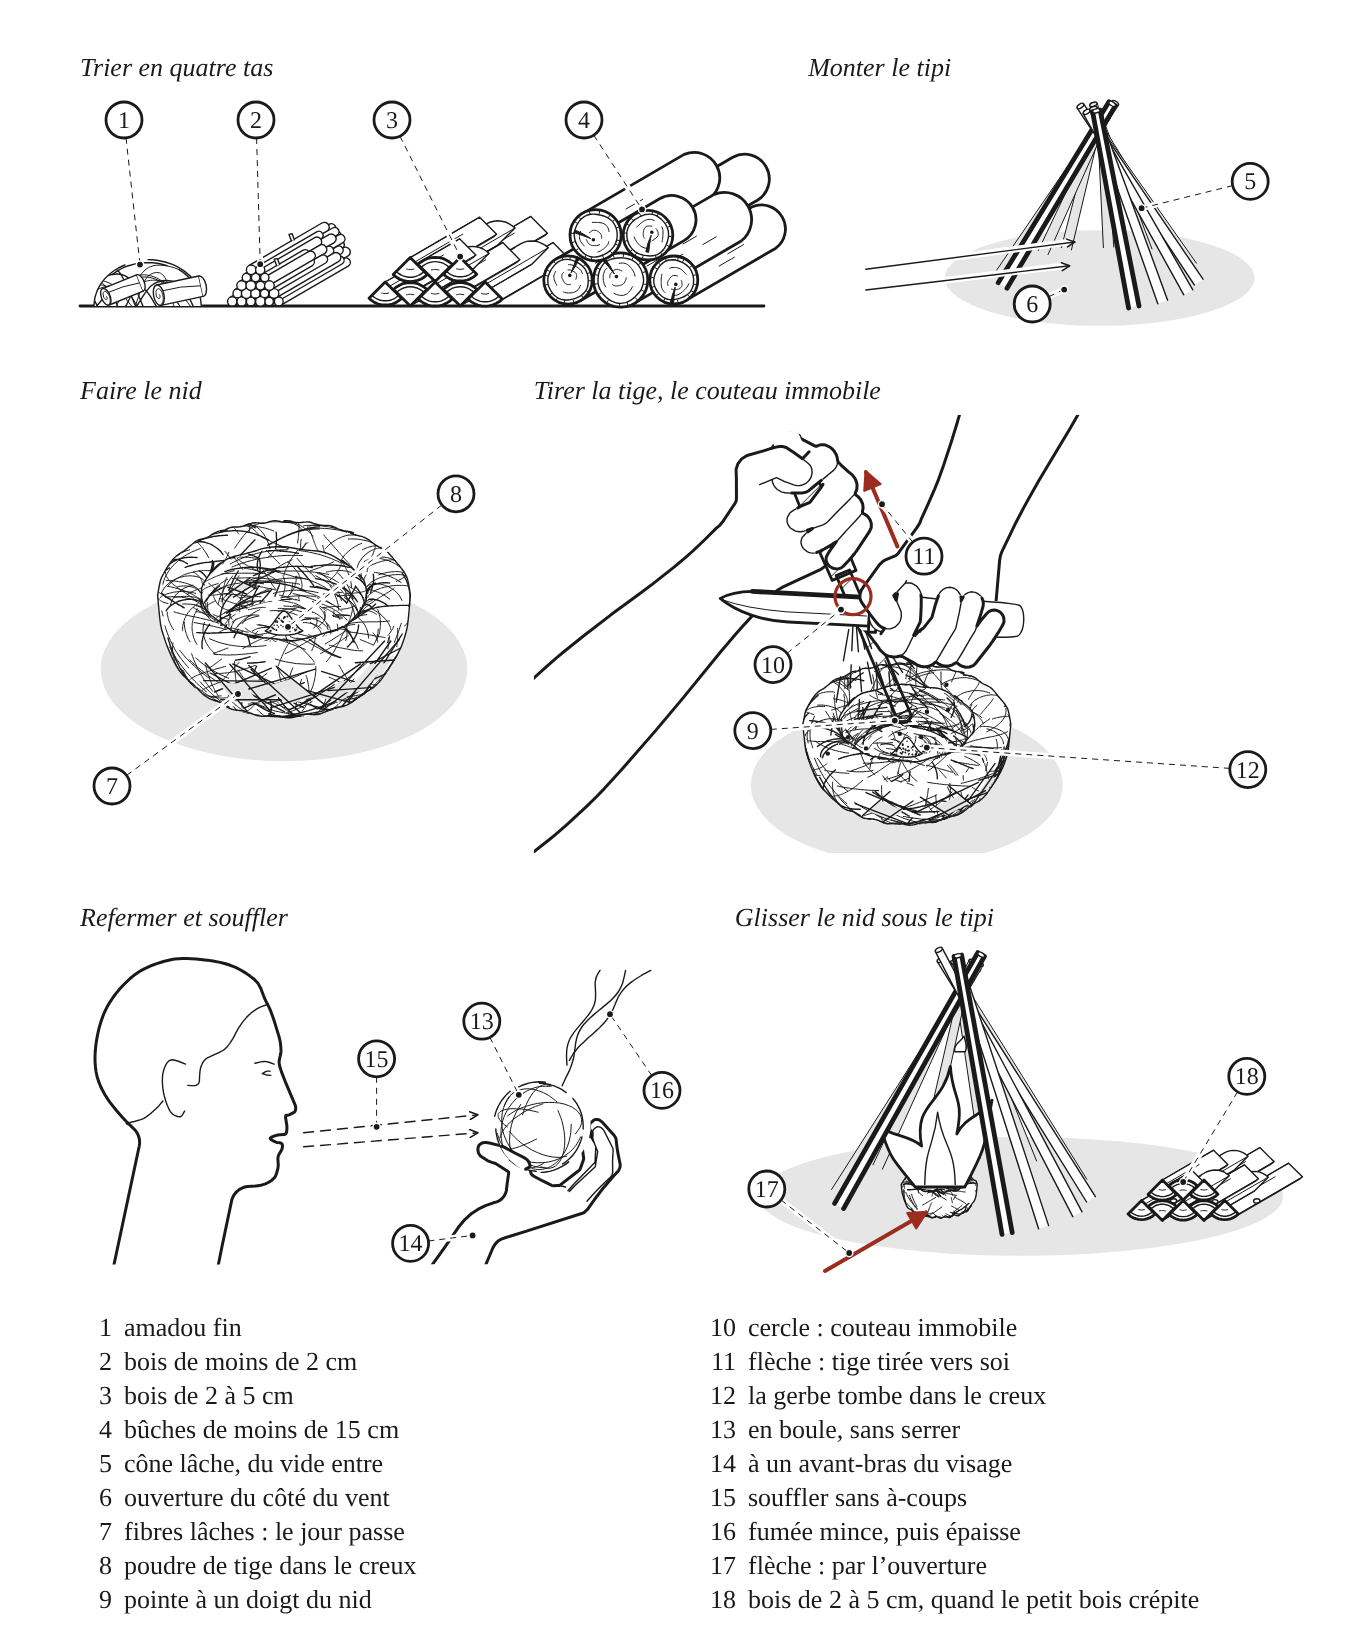 Trier en quatre tas
Monter le tipi
1
2
3
4
5
6
Faire le nid
Tirer la tige, le couteau immobile
8
11
10
9
12
7
Refermer et souffler
Glisser le nid sous le tipi
13
15
16
18
17
14
1 amadou fin
2 bois de moins de 2 cm
3 bois de 2 à 5 cm
4 bûches de moins de 15 cm
5 cône lâche, du vide entre
6 ouverture du côté du vent
7 fibres lâches : le jour passe
8 poudre de tige dans le creux
9 pointe à un doigt du nid
10 cercle : couteau immobile
11 flèche : tige tirée vers soi
12 la gerbe tombe dans le creux
13 en boule, sans serrer
14 à un avant-bras du visage
15 souffler sans à-coups
16 fumée mince, puis épaisse
17 flèche : par l’ouverture
18 bois de 2 à 5 cm, quand le petit bois crépite